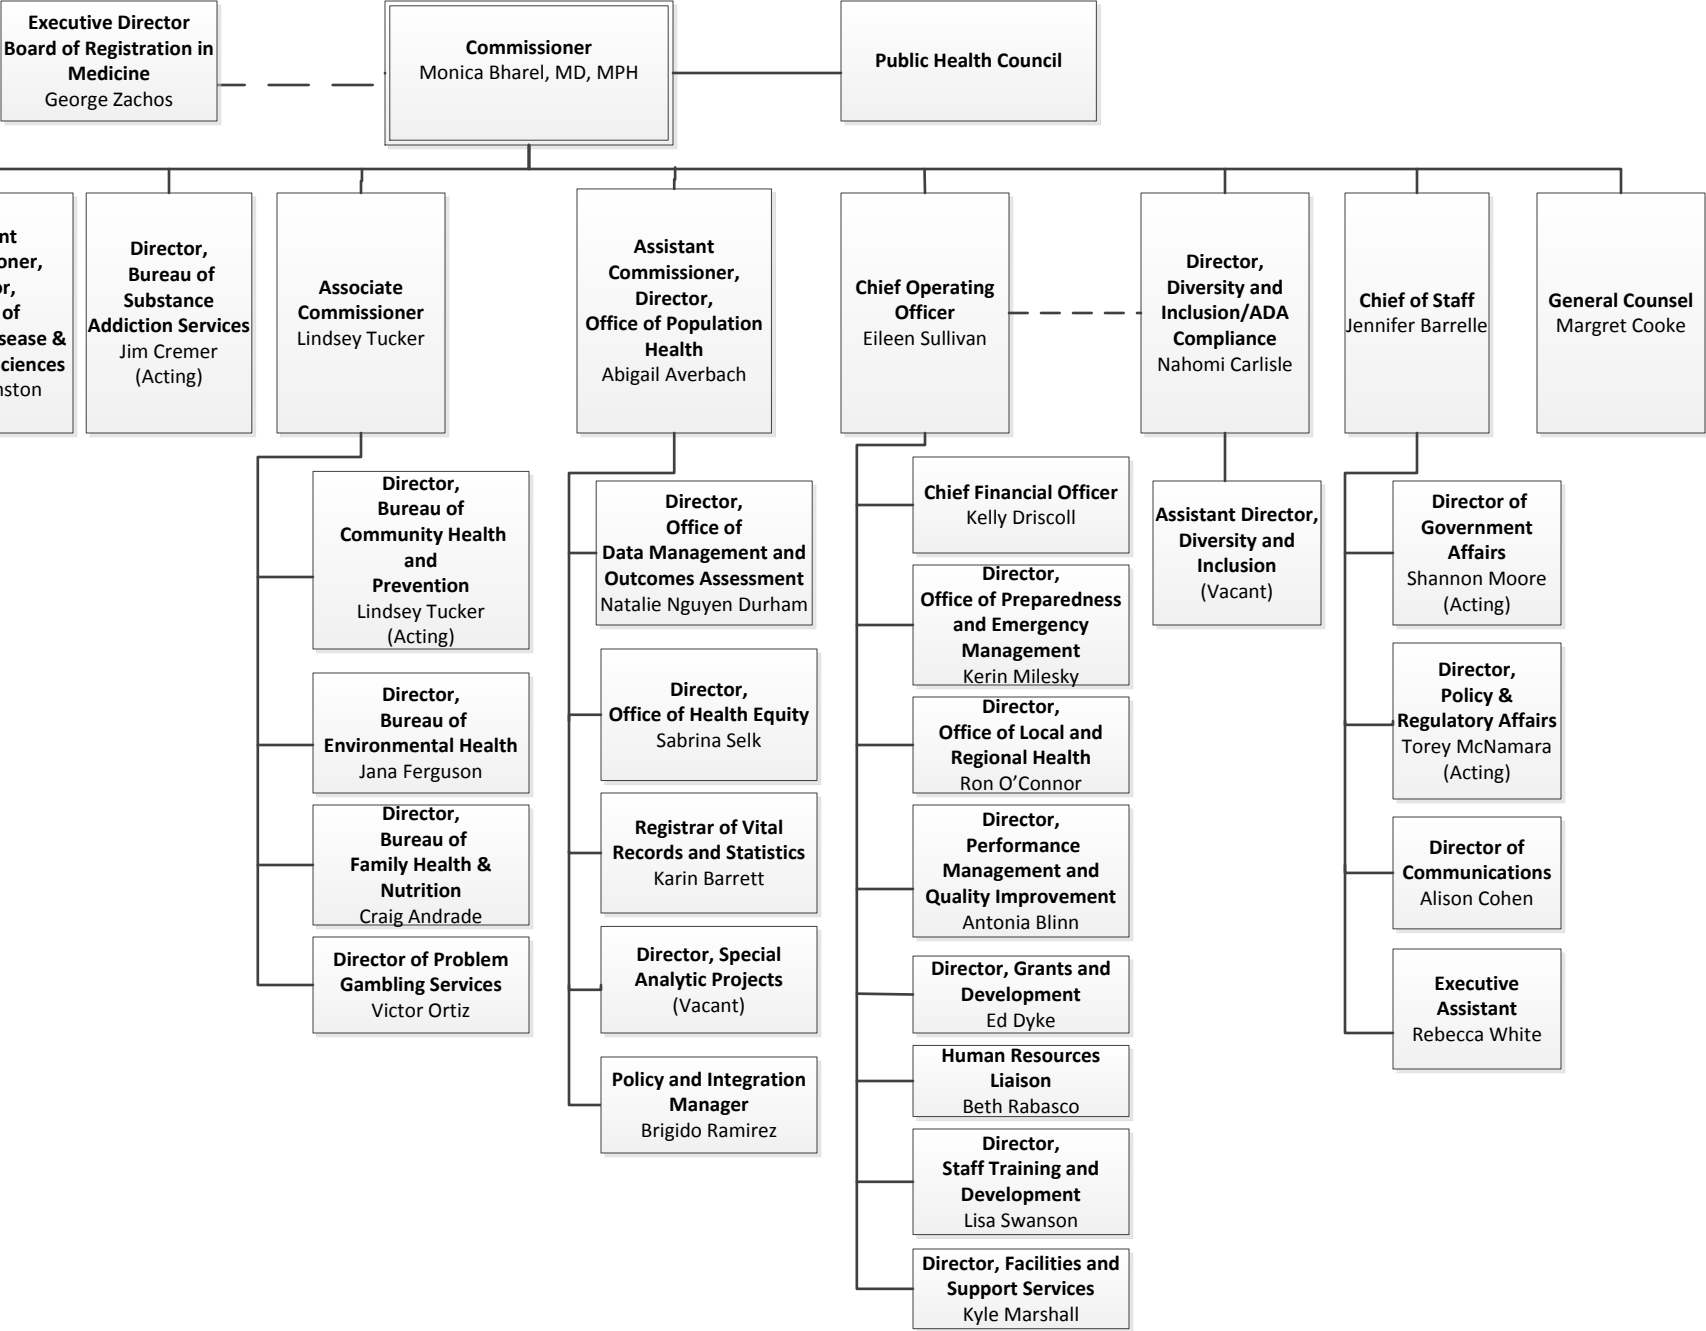 Executive Director
Board of Registration in
Medicine
George Zachos
Commissioner
Monica Bharel, MD, MPH
Public Health Council
of
Director,
Bureau of
Substance
Addiction Services
Jim Cremer
(Acting)
Associate
Commissioner
Lindsey Tucker
Assistant
Commissioner,
Director,
Office of Population
Health
Abigail Averbach
Chief Operating
Officer
Eileen Sullivan
Director,
Diversity and
Inclusion/ADA
Compliance
Nahomi Carlisle
Chief of Staff
Jennifer Barrelle
General Counsel
Margret Cooke
Director,
Bureau of
Community Health
and
Prevention
Lindsey Tucker
(Acting)
Director,
Bureau of
Environmental Health
Jana Ferguson
Director,
Bureau of
Family Health &
Nutrition
Craig Andrade
Director of Problem
Gambling Services
Victor Ortiz
Director,
Office of
Data Management and
Outcomes Assessment
Natalie Nguyen Durham
Director,
Office of Health Equity
Sabrina Selk
Registrar of Vital
Records and Statistics
Karin Barrett
Director, Special
Analytic Projects
(Vacant)
Policy and Integration
Manager
Brigido Ramirez
Chief Financial Officer
Kelly Driscoll
Director,
Office of Preparedness
and Emergency
Management
Kerin Milesky
Director,
Office of Local and
Regional Health
Ron O’Connor
Director,
Performance
Management and
Quality Improvement
Antonia Blinn
Director, Grants and
Development
Ed Dyke
Human Resources
Liaison
Beth Rabasco
Director,
Staff Training and
Development
Lisa Swanson
Director, Facilities and
Support Services
Kyle Marshall
Assistant Director,
Diversity and
Inclusion
(Vacant)
Director of
Government
Affairs
Shannon Moore
(Acting)
Director,
Policy &
Regulatory Affairs
Torey McNamara
(Acting)
Director of
Communications
Alison Cohen
Executive
Assistant
Rebecca White